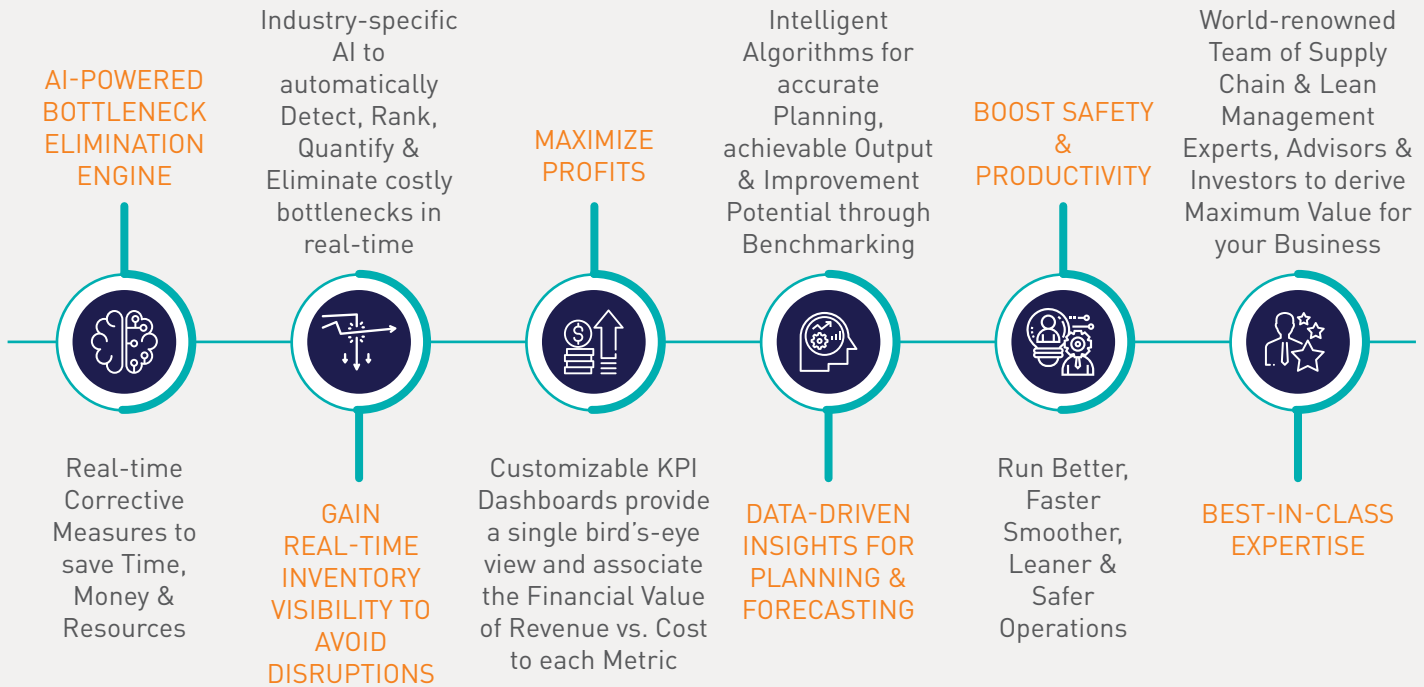 AI-POWERED
BOTTLENECK
ELIMINATION
ENGINE
Real-time
Corrective
Measures to
save Time,
Money &
Resources
Industry-specific
AI to
automatically
Detect, Rank,
Quantify &
Eliminate costly
bottlenecks in
real-time
GAIN
REAL-TIME
INVENTORY
VISIBILITY TO
AVOID
DISRUPTIONS
MAXIMIZE
PROFITS
$
Customizable KPI
Dashboards provide
a single bird’s-eye
view and associate
the Financial Value
of Revenue vs. Cost
to each Metric
Intelligent
Algorithms for
accurate
Planning,
achievable Output
& Improvement
Potential through
Benchmarking
DATA-DRIVEN
INSIGHTS FOR
PLANNING &
FORECASTING
BOOST SAFETY
&
PRODUCTIVITY
Run Better,
Faster
Smoother,
Leaner &
Safer
Operations
World-renowned
Team of Supply
Chain & Lean
Management
Experts, Advisors &
Investors to derive
Maximum Value for
your Business
BEST-IN-CLASS
EXPERTISE